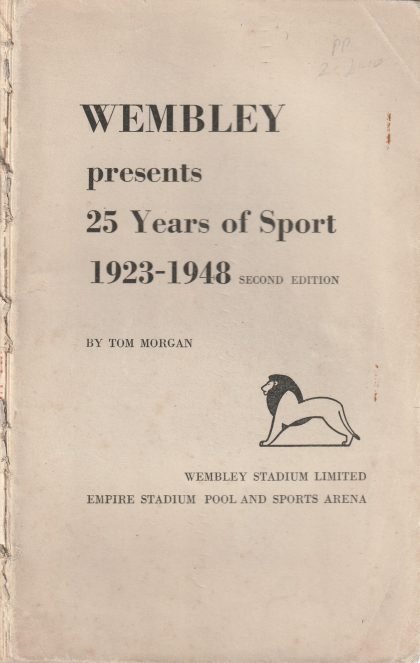 WEMBLEY
presents
25 Years of Sport
1923-1948 SECOND EDITION
BY TOM MORGAN
WEMBLEY STADIUM LIMITED
EMPIRE STADIUM POOL AND SPORTS ARENA